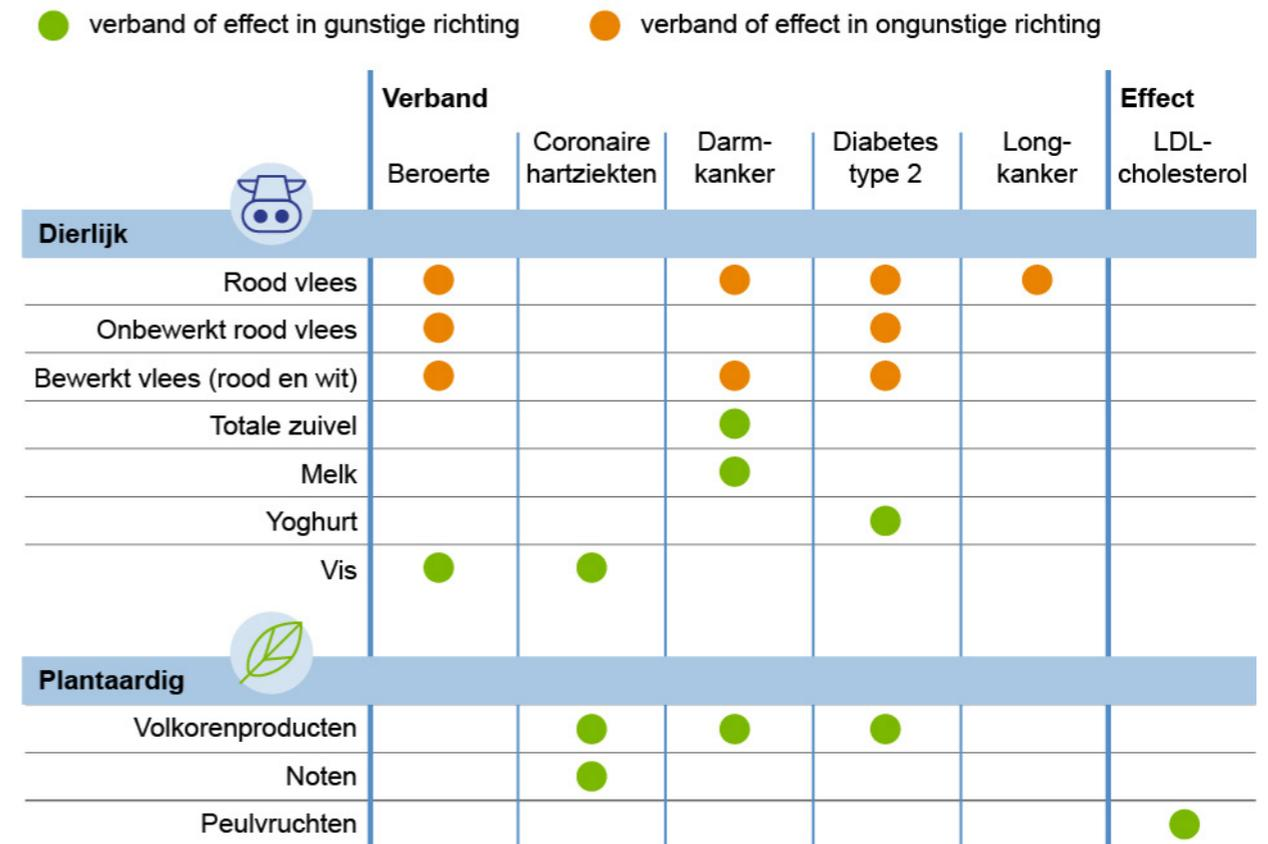 verband of effect in gunstige richting
verband of effect in ongunstige richting
Verband
Effect
Beroerte
Coronaire
hartziekten
Darm-
kanker
Diabetes
type 2
Long-
kanker
LDL-
cholesterol
Dierlijk
Rood vlees
Onbewerkt rood vlees
Bewerkt vlees (rood en wit)
Totale zuivel
Melk
Yoghurt
Vis
Plantaardig
Volkorenproducten
Noten
Peulvruchten